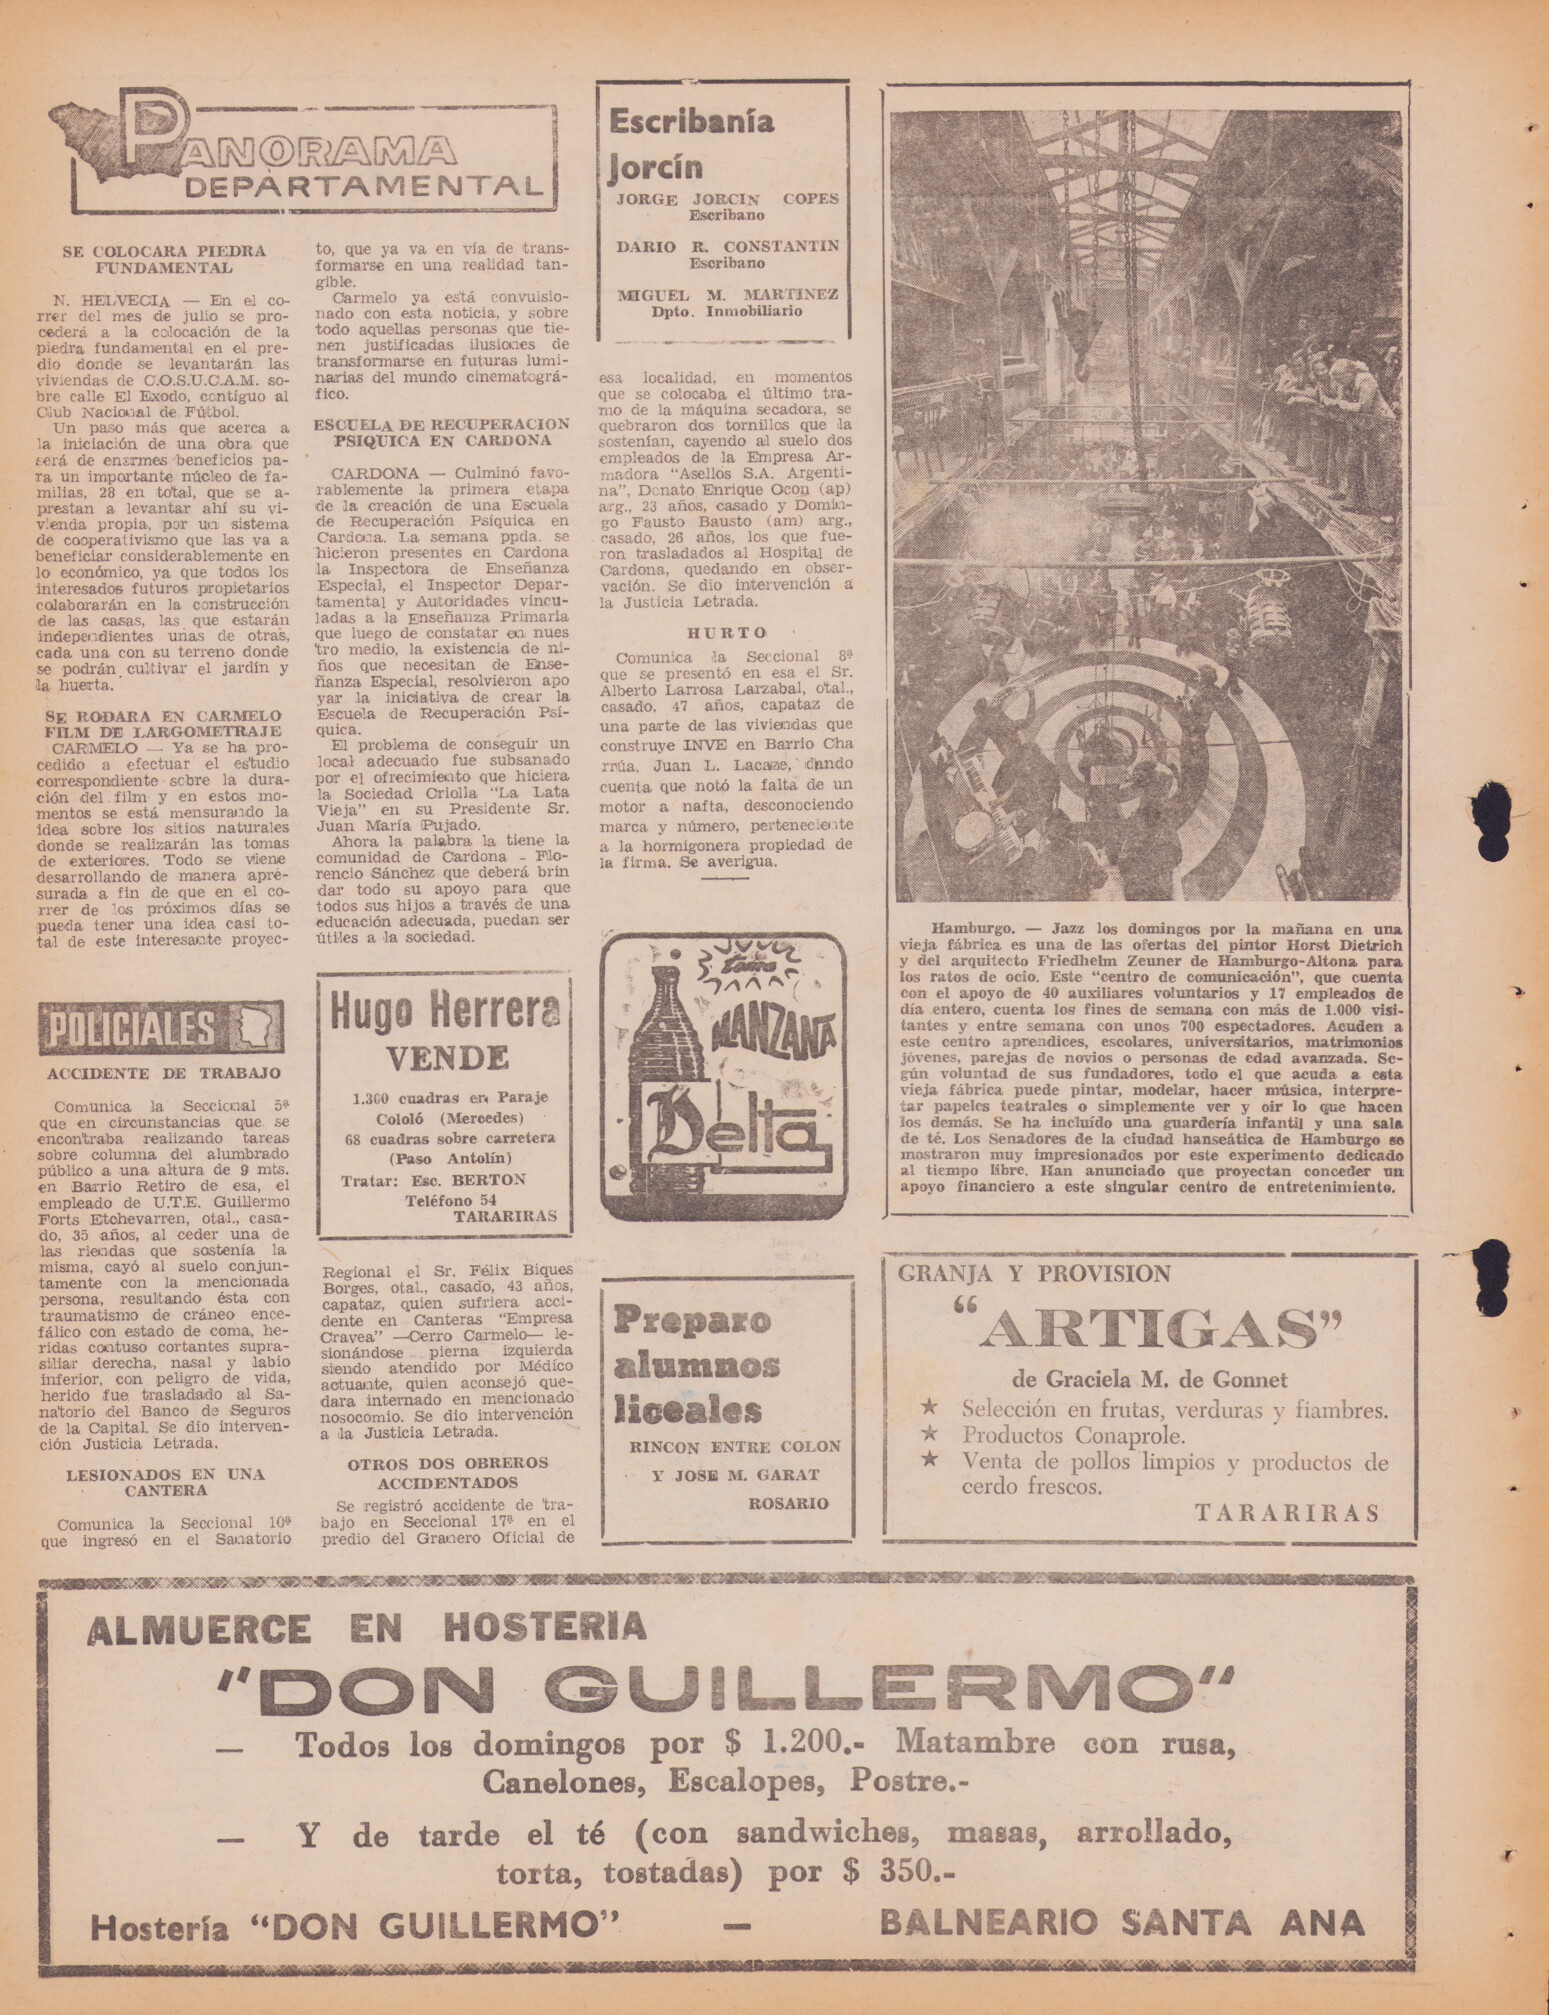 PANORAMA
DEPARTAMENTAL
SE COLOCARA PIEDRA
FUNDAMENTAL
N. HELVECIA — En el co-
rrer del mes de julio se pro-
cederá a la colocación de la
piedra fundamental en el pre-
dio donde se levantarán las
viviendas de C.O.S.U.C.A.M. so-
bre calle El Exodo, contiguo al
Club Nacional de Fútbol.
Un paso más que acerca a
la iniciación de una obra que
será de enormes beneficios pa-
ra un importante núcleo de fa-
milias, 28 en total, que se a-
prestan a levantar ahí su vi-
vienda propia, por un sistema
de cooperativismo que las va a
beneficiar considerablemente en
lo económico, ya que todos los
interesados futuros propietarios
colaborarán en la construcción
de las casas, las que estarán
independientes unas de otras,
cada una con su terreno donde
se podrán cultivar el jardín y
la huerta.
SE RODARA EN CARMELO
FILM DE LARGOMETRAJE
CARMELO — Ya se ha pro-
cedido a efectuar el estudio
correspondiente sobre la dura-
ción del film y en estos mo-
mentos se está mensurando la
idea sobre los sitios naturales
donde se realizarán las tomas
de exteriores. Todo se viene
desarrollando de manera apre-
surada a fin de que en el co-
rrer de los próximos días se
pueda tener una idea casi to-
tal de este interesante proyec-
to, que ya va en vía de trans-
formarse en una realidad tan-
gible.
Carmelo ya está convulsio-
nado con esta noticia, y sobre
todo aquellas personas que tie-
nen justificadas ilusiones de
transformarse en futuras lumi-
narias del mundo cinematográ-
fico.
ESCUELA DE RECUPERACION
PSIQUICA EN CARDONA
CARDONA — Culminó favo-
rablemente la primera etapa
de la creación de una Escuela
de Recuperación Psíquica en
Cardona. La semana ppda. se
hicieron presentes en Cardona
la Inspectora de Enseñanza
Especial, el Inspector Depar-
tamental y Autoridades vincu-
ladas a la Enseñanza Primaria
que luego de constatar en nues
tro medio, la existencia de ni-
ños que necesitan de Ense-
ñanza Especial, resolvieron apo
yar la iniciativa de crear la
Escuela de Recuperación Psí-
quica.
El problema de conseguir un
local adecuado fue subsanado
por el ofrecimiento que hiciera
la Sociedad Criolla "La Lata
Vieja" en su Presidente Sr.
Juan María Pujado.
Ahora la palabra la tiene la
comunidad de Cardona - Flo-
rencio Sánchez que deberá brin
dar todo su apoyo para que
todos sus hijos a través de una
educación adecuada, puedan ser
útiles a la sociedad.
POLICIALES
ACCIDENTE DE TRABAJO
Comunica la Seccional 5ª
que en circunstancias que se
encontraba realizando tareas
sobre columna del alumbrado
público a una altura de 9 mts.
en Barrio Retiro de esa, el
empleado de U.T.E. Guillermo
Forts Etchevarren, otal., casa-
do, 35 años, al ceder una de
las riendas que sostenía la
misma, cayó al suelo conjun-
tamente con la mencionada
persona, resultando ésta con
traumatismo de cráneo ence-
fálico con estado de coma, he-
ridas contuso cortantes supra-
siliar derecha, nasal y labio
inferior, con peligro de vida,
herido fue trasladado al Sa-
natorio del Banco de Seguros
de la Capital. Se dio interven-
ción Justicia Letrada.
LESIONADOS EN UNA
CANTERA
Comunica la Seccional 10ª
que ingresó en el Sanatorio
Regional el Sr. Félix Biques
Borges, otal., casado, 43 años,
capataz, quien sufriera acci-
dente en Canteras "Empresa
Cravea" —Cerro Carmelo— le-
sionándose pierna izquierda
siendo atendido por Médico
actuante, quien aconsejó que-
dara internado en mencionado
nosocomio. Se dio intervención
a la Justicia Letrada.
OTROS DOS OBREROS
ACCIDENTADOS
Se registró accidente de tra-
bajo en Seccional 17ª en el
predio del Granero Oficial de
esa localidad, en momentos
que se colocaba el último tra-
mo de la máquina secadora, se
quebraron dos tornillos que la
sostenían, cayendo al suelo dos
empleados de la Empresa Ar-
madora "Asellos S.A. Argenti-
na", Donato Enrique Ocon (ap)
arg., 23 años, casado y Domin-
go Fausto Bausto (am) arg.,
casado, 26 años, los que fue-
ron trasladados al Hospital de
Cardona, quedando en obser-
vación. Se dio intervención a
la Justicia Letrada.
HURTO
Comunica la Seccional 8ª
que se presentó en esa el Sr.
Alberto Larrosa Larzabal, otal.,
casado, 47 años, capataz de
una parte de las viviendas que
construye INVE en Barrio Cha
rrúa, Juan L. Lacaze, dando
cuenta que notó la falta de un
motor a nafta, desconociendo
marca y número, perteneciente
a la hormigonera propiedad de
la firma. Se averigua.
Hugo Herrera
VENDE
1.360 cuadras en Paraje
Cololó (Mercedes)
68 cuadras sobre carretera
(Paso Antolín)
Tratar: Esc. BERTON
Teléfono 54
TARARIRAS
Escribanía
Jorcín
JORGE JORCIN COPES
Escribano
DARIO R. CONSTANTIN
Escribano
MIGUEL M. MARTINEZ
Dpto. Inmobiliario
tome
MANZANA
Delta
Preparo
alumnos
liceales
RINCON ENTRE COLON
Y JOSE M. GARAT
ROSARIO
Hamburgo. — Jazz los domingos por la mañana en una
vieja fábrica es una de las ofertas del pintor Horst Dietrich
y del arquitecto Friedhelm Zeuner de Hamburgo-Altona para
los ratos de ocio. Este "centro de comunicación", que cuenta
con el apoyo de 40 auxiliares voluntarios y 17 empleados de
día entero, cuenta los fines de semana con más de 1.000 visi-
tantes y entre semana con unos 700 espectadores. Acuden a
este centro aprendices, escolares, universitarios, matrimonios
jóvenes, parejas de novios o personas de edad avanzada. Se-
gún voluntad de sus fundadores, todo el que acuda a esta
vieja fábrica puede pintar, modelar, hacer música, interpre-
tar papeles teatrales o simplemente ver y oir lo que hacen
los demás. Se ha incluído una guardería infantil y una sala
de té. Los Senadores de la ciudad hanseática de Hamburgo se
mostraron muy impresionados por este experimento dedicado
al tiempo libre. Han anunciado que proyectan conceder un
apoyo financiero a este singular centro de entretenimiento.
GRANJA Y PROVISION
"ARTIGAS"
de Graciela M. de Gonnet
★ Selección en frutas, verduras y fiambres.
★ Productos Conaprole.
★ Venta de pollos limpios y productos de
cerdo frescos.
TARARIRAS
ALMUERCE EN HOSTERIA
"DON GUILLERMO"
— Todos los domingos por $ 1.200.- Matambre con rusa,
Canelones, Escalopes, Postre.-
— Y de tarde el té (con sandwiches, masas, arrollado,
torta, tostadas) por $ 350.-
Hostería "DON GUILLERMO" — BALNEARIO SANTA ANA